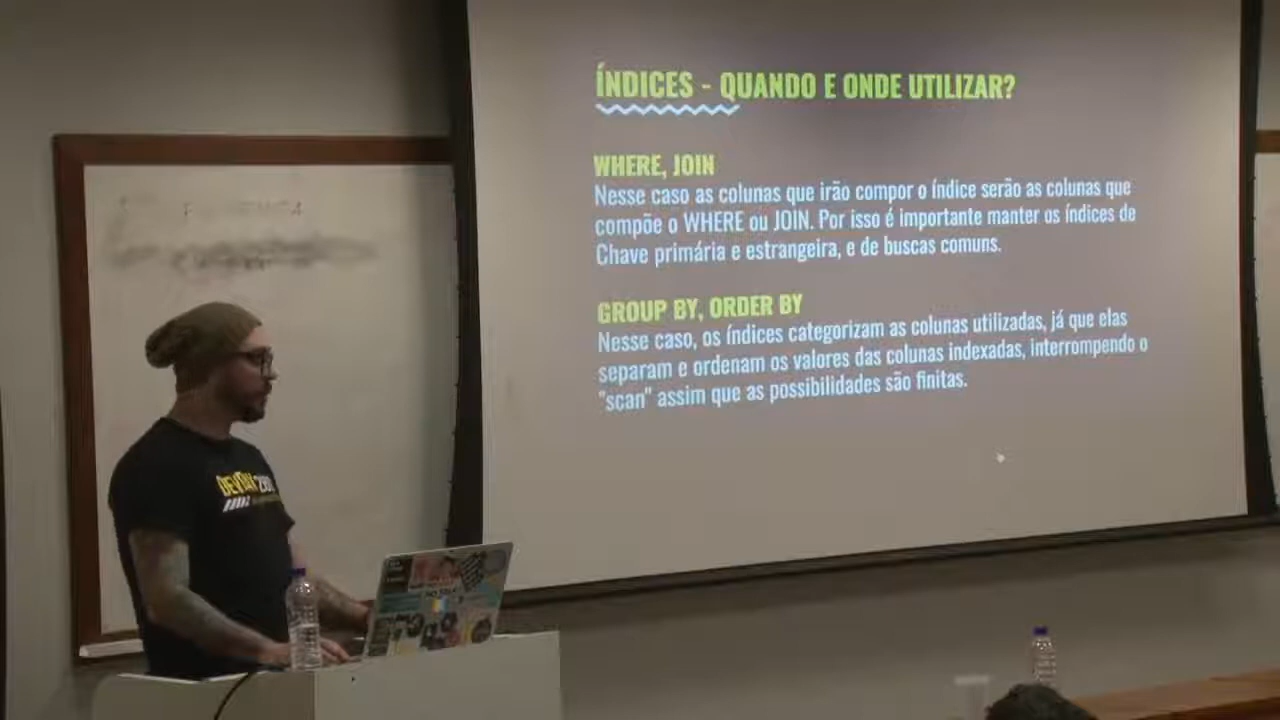 ÍNDICES - QUANDO E ONDE UTILIZAR?
WHERE, JOIN
Nesse caso as colunas que irão compor o índice serão as colunas que
compõe o WHERE ou JOIN. Por isso é importante manter os índices de
Chave primária e estrangeira, e de buscas comuns.
GROUP BY, ORDER BY
Nesse caso, os índices categorizam as colunas utilizadas, já que elas
separam e ordenam os valores das colunas indexadas, interrompendo o
"scan" assim que as possibilidades são finitas.
DEVDAY